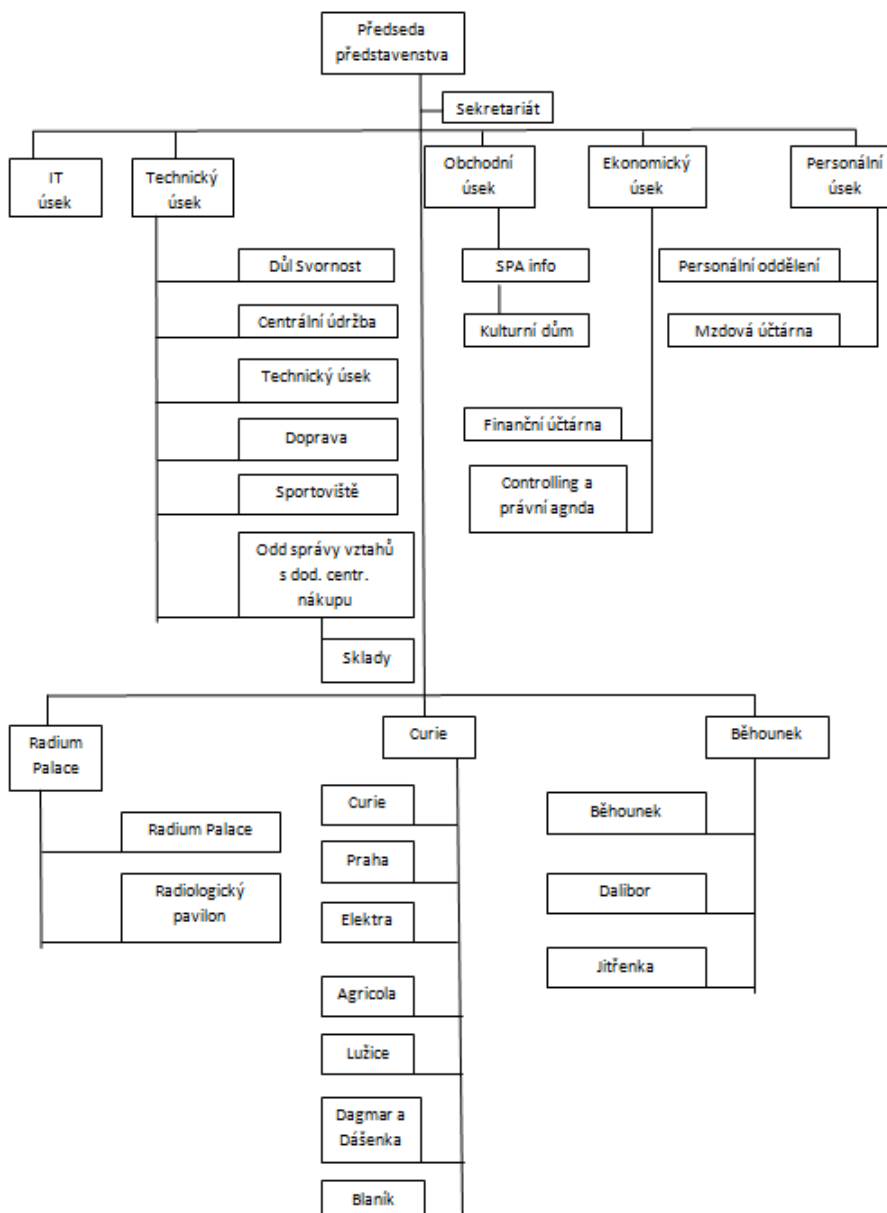 Předseda
představenstva
Sekretariát
IT
úsek
Technický
úsek
Obchodní
úsek
Ekonomický
úsek
Personální
úsek
Důl Svornost
Centrální údržba
Technický úsek
Doprava
Sportoviště
Odd správy vztahů
s dod. centr.
nákupu
Sklady
SPA info
Kulturní dům
Finanční účtárna
Controlling a
právní agnda
Personální oddělení
Mzdová účtárna
Radium
Palace
Radium Palace
Radiologický
pavilon
Curie
Curie
Praha
Elektra
Agricola
Lužice
Dagmar a
Dášenka
Blaník
Běhounek
Běhounek
Dalibor
Jitřenka